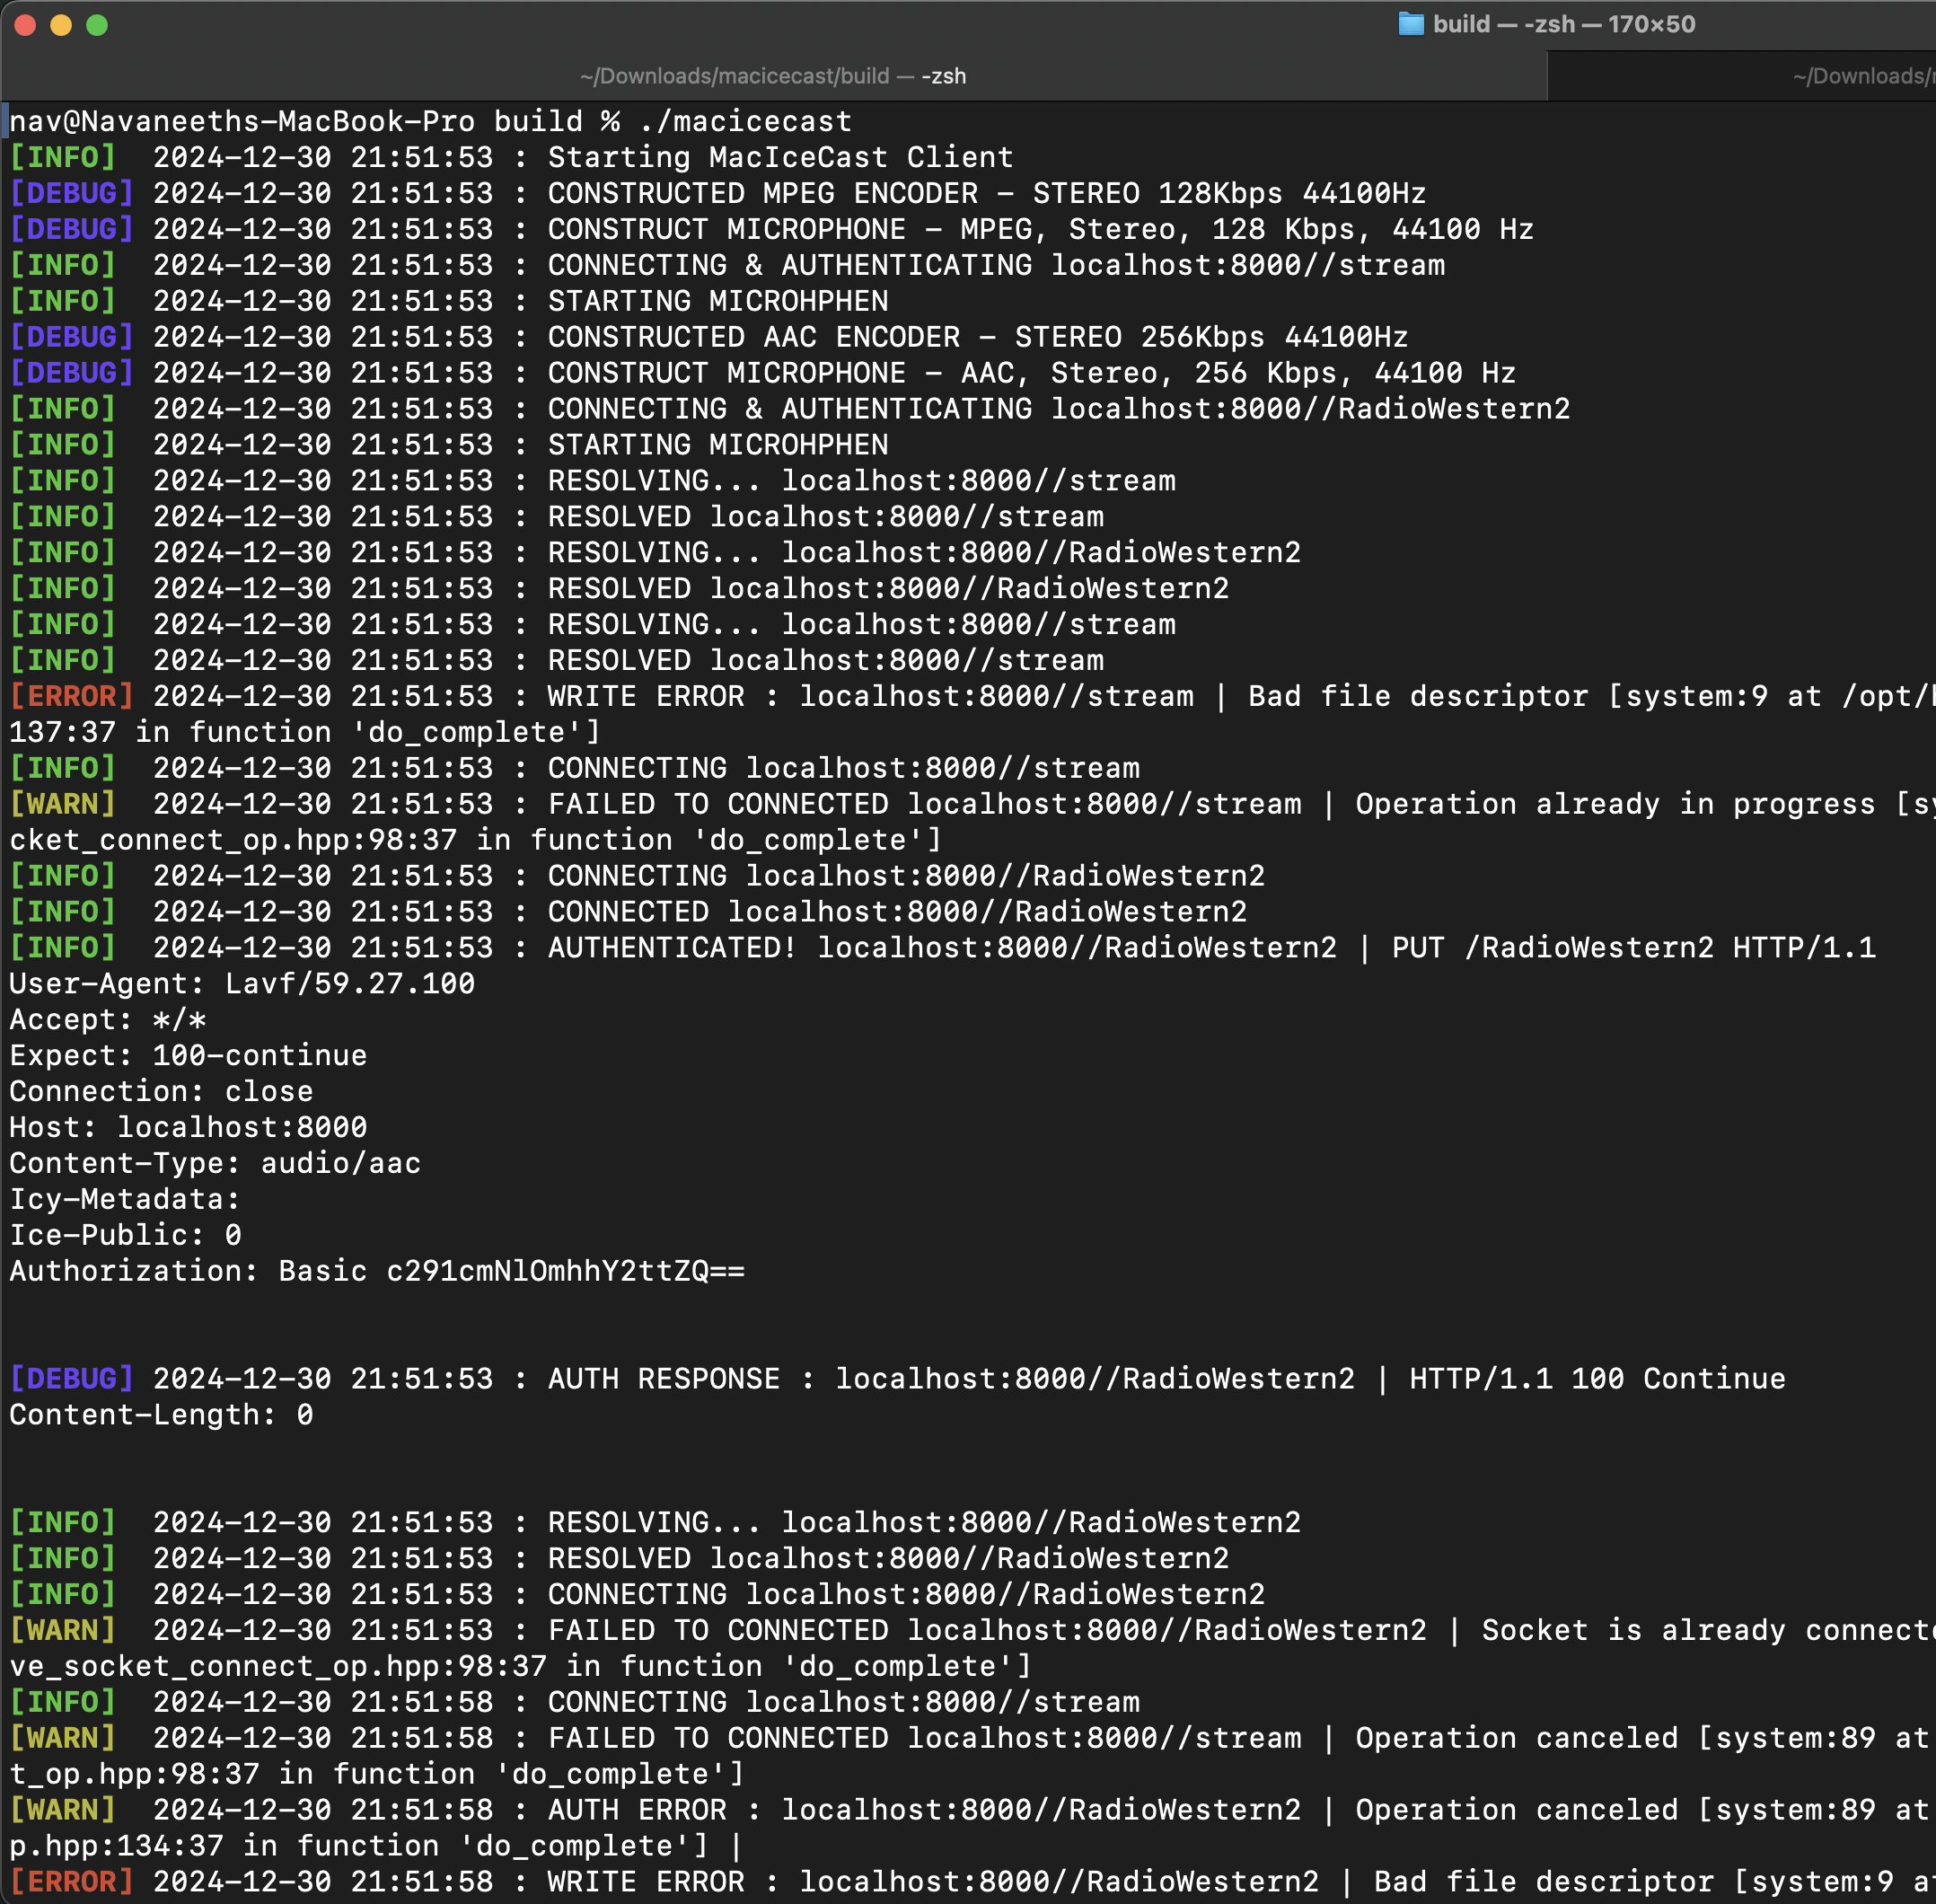 build — -zsh — 170×50
~/Downloads/macicecast/build — -zsh
~/Downloads/
nav@Navaneeths-MacBook-Pro build % ./macicecast
[INFO]  2024-12-30 21:51:53 : Starting MacIceCast Client
[DEBUG] 2024-12-30 21:51:53 : CONSTRUCTED MPEG ENCODER - STEREO 128Kbps 44100Hz
[DEBUG] 2024-12-30 21:51:53 : CONSTRUCT MICROPHONE - MPEG, Stereo, 128 Kbps, 44100 Hz
[INFO]  2024-12-30 21:51:53 : CONNECTING & AUTHENTICATING localhost:8000//stream
[INFO]  2024-12-30 21:51:53 : STARTING MICROHPHEN
[DEBUG] 2024-12-30 21:51:53 : CONSTRUCTED AAC ENCODER - STEREO 256Kbps 44100Hz
[DEBUG] 2024-12-30 21:51:53 : CONSTRUCT MICROPHONE - AAC, Stereo, 256 Kbps, 44100 Hz
[INFO]  2024-12-30 21:51:53 : CONNECTING & AUTHENTICATING localhost:8000//RadioWestern2
[INFO]  2024-12-30 21:51:53 : STARTING MICROHPHEN
[INFO]  2024-12-30 21:51:53 : RESOLVING... localhost:8000//stream
[INFO]  2024-12-30 21:51:53 : RESOLVED localhost:8000//stream
[INFO]  2024-12-30 21:51:53 : RESOLVING... localhost:8000//RadioWestern2
[INFO]  2024-12-30 21:51:53 : RESOLVED localhost:8000//RadioWestern2
[INFO]  2024-12-30 21:51:53 : RESOLVING... localhost:8000//stream
[INFO]  2024-12-30 21:51:53 : RESOLVED localhost:8000//stream
[ERROR] 2024-12-30 21:51:53 : WRITE ERROR : localhost:8000//stream | Bad file descriptor [system:9 at /opt/
137:37 in function 'do_complete']
[INFO]  2024-12-30 21:51:53 : CONNECTING localhost:8000//stream
[WARN]  2024-12-30 21:51:53 : FAILED TO CONNECTED localhost:8000//stream | Operation already in progress [
cket_connect_op.hpp:98:37 in function 'do_complete']
[INFO]  2024-12-30 21:51:53 : CONNECTING localhost:8000//RadioWestern2
[INFO]  2024-12-30 21:51:53 : CONNECTED localhost:8000//RadioWestern2
[INFO]  2024-12-30 21:51:53 : AUTHENTICATED! localhost:8000//RadioWestern2 | PUT /RadioWestern2 HTTP/1.1
User-Agent: Lavf/59.27.100
Accept: */*
Expect: 100-continue
Connection: close
Host: localhost:8000
Content-Type: audio/aac
Icy-Metadata:
Ice-Public: 0
Authorization: Basic c291cmNlOmhhY2ttZQ==
[DEBUG] 2024-12-30 21:51:53 : AUTH RESPONSE : localhost:8000//RadioWestern2 | HTTP/1.1 100 Continue
Content-Length: 0
[INFO]  2024-12-30 21:51:53 : RESOLVING... localhost:8000//RadioWestern2
[INFO]  2024-12-30 21:51:53 : RESOLVED localhost:8000//RadioWestern2
[INFO]  2024-12-30 21:51:53 : CONNECTING localhost:8000//RadioWestern2
[WARN]  2024-12-30 21:51:53 : FAILED TO CONNECTED localhost:8000//RadioWestern2 | Socket is already connect
ve_socket_connect_op.hpp:98:37 in function 'do_complete']
[INFO]  2024-12-30 21:51:58 : CONNECTING localhost:8000//stream
[WARN]  2024-12-30 21:51:58 : FAILED TO CONNECTED localhost:8000//stream | Operation canceled [system:89 at
t_op.hpp:98:37 in function 'do_complete']
[WARN]  2024-12-30 21:51:58 : AUTH ERROR : localhost:8000//RadioWestern2 | Operation canceled [system:89 at
p.hpp:134:37 in function 'do_complete'] |
[ERROR] 2024-12-30 21:51:58 : WRITE ERROR : localhost:8000//RadioWestern2 | Bad file descriptor [system:9 a